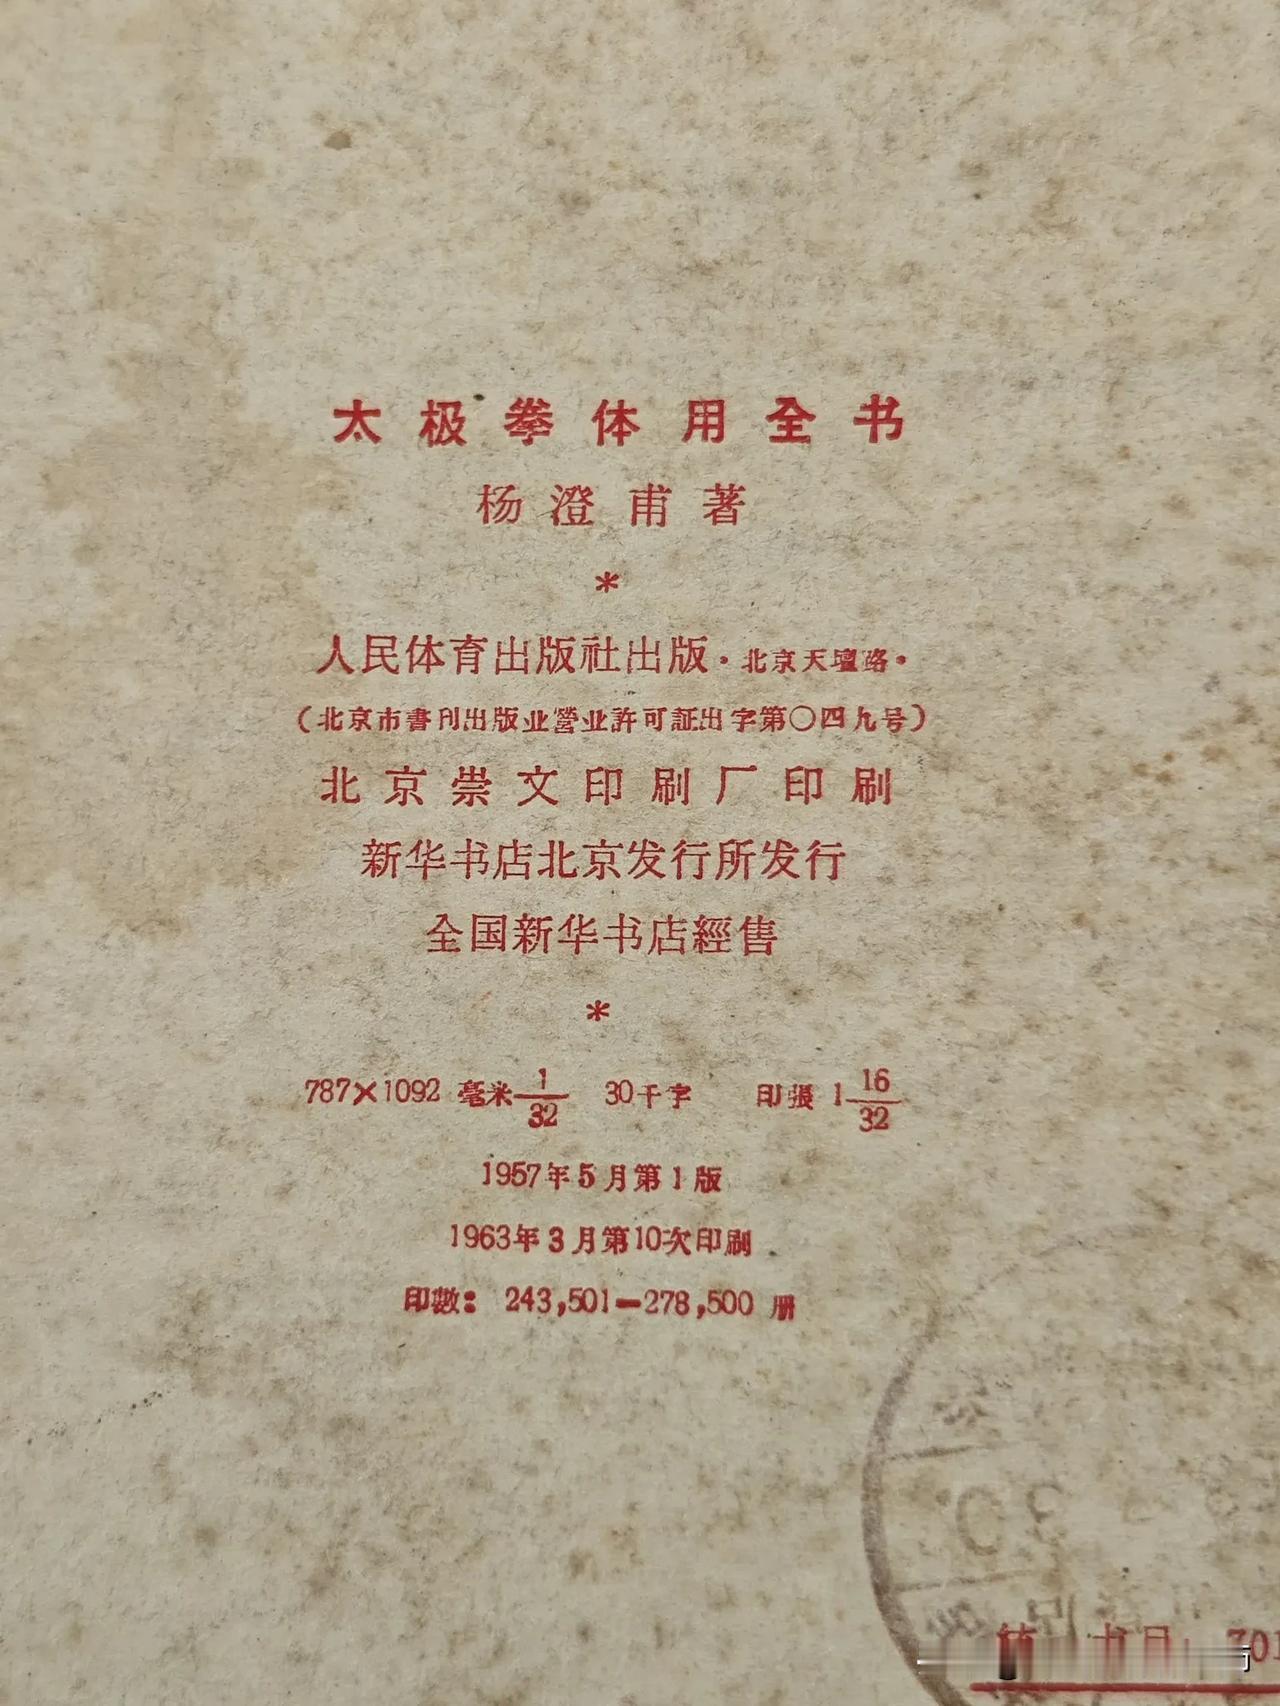 太极拳体用全书
杨澄甫著
*
人民体育出版社出版·北京天壇路·
（北京市書刊出版业營业許可証出字第〇四九号）
北京崇文印刷厂印刷
新华书店北京发行所发行
全国新华书店經售
*
787×1092 毫米 1/32 30千字 印張 1 16/32
1957年5月第1版
1963年3月第10次印刷
印數：243,501—278,500 册
书号：701